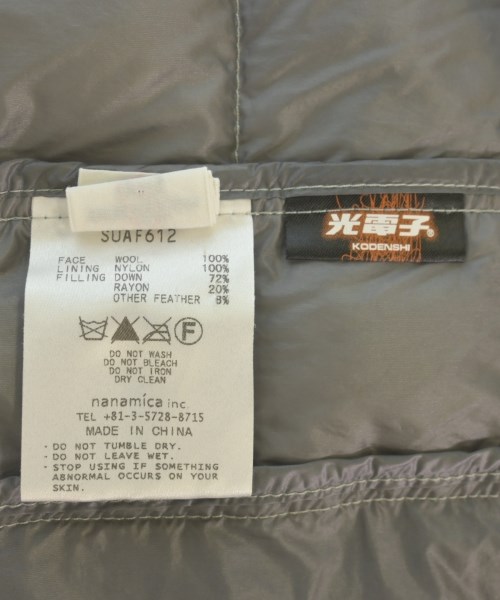 SUAF612
FACE WOOL 100%
LINING NYLON 100%
FILLING DOWN 72%
RAYON 20%
OTHER FEATHER 8%
F
DO NOT WASH
DO NOT BLEACH
DO NOT IRON
DRY CLEAN
nanamica inc.
TEL +81-3-5728-8715
MADE IN CHINA
· DO NOT TUMBLE DRY.
· DO NOT LEAVE WET.
· STOP USING IF SOMETHING
ABNORMAL OCCURS ON YOUR
SKIN.
光電子®
KODENSHI